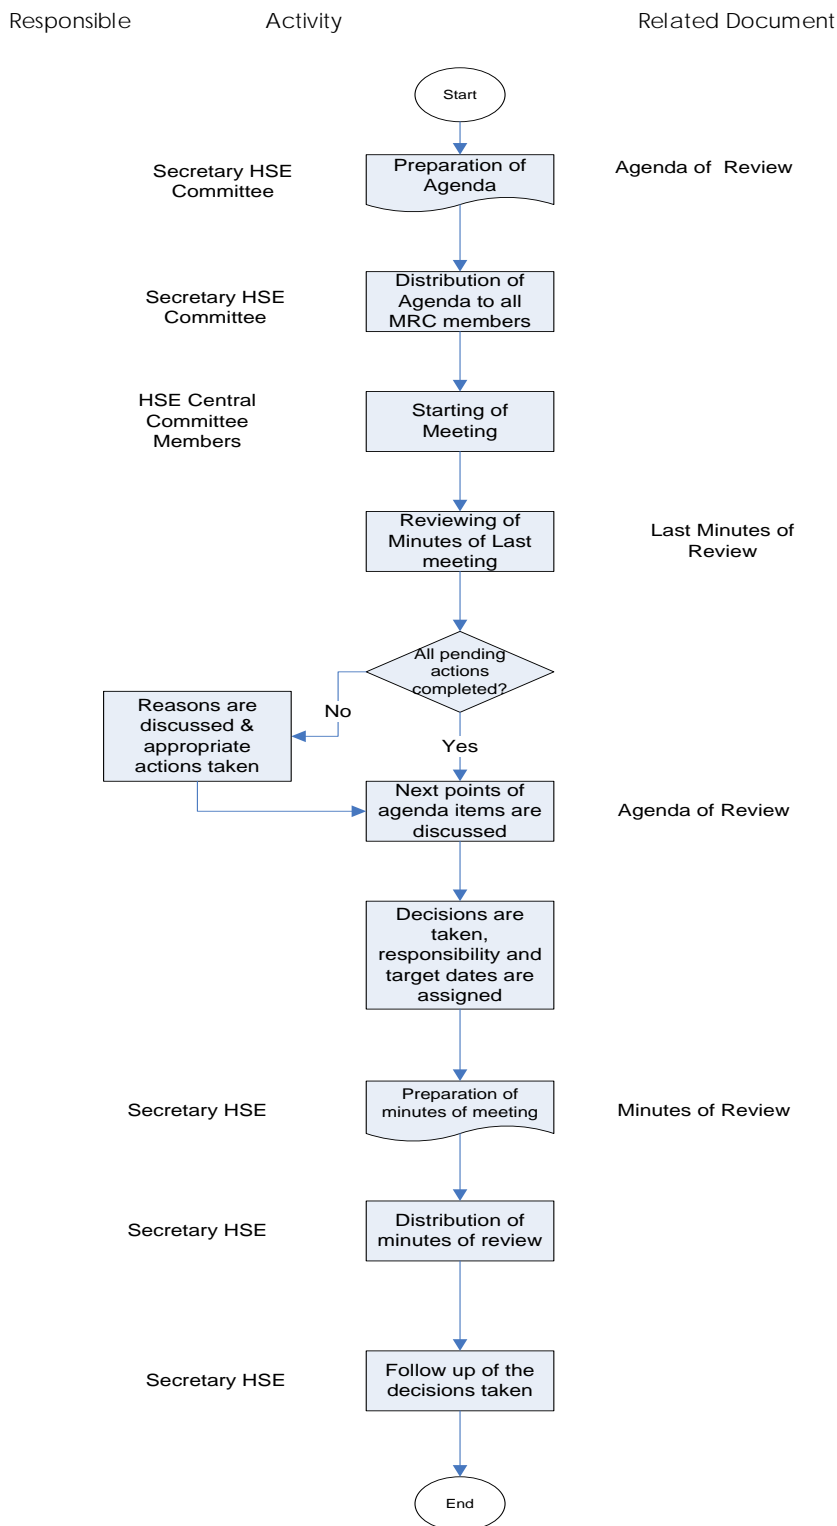 Responsible Activity Related Document
Start
Secretary HSE
Committee
Preparation of
Agenda
Agenda of Review
Secretary HSE
Committee
Distribution of
Agenda to all
MRC members
HSE Central
Committee
Members
Starting of
Meeting
Reviewing of
Minutes of Last
meeting
Last Minutes of
Review
All pending
actions
completed?
No
Reasons are
discussed &
appropriate
actions taken
Yes
Next points of
agenda items are
discussed
Agenda of Review
Decisions are
taken,
responsibility and
target dates are
assigned
Secretary HSE
Preparation of
minutes of meeting
Minutes of Review
Secretary HSE
Distribution of
minutes of review
Secretary HSE
Follow up of the
decisions taken
End